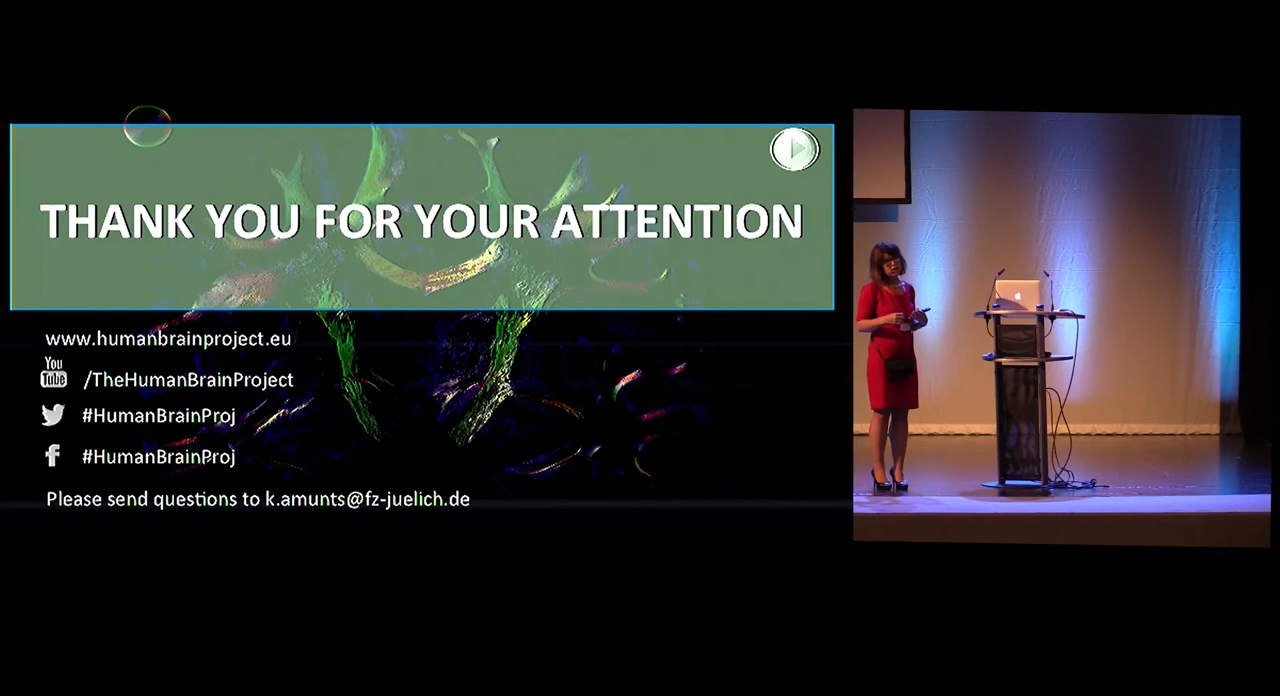 THANK YOU FOR YOUR ATTENTION
www.humanbrainproject.eu
You Tube /TheHumanBrainProject
#HumanBrainProj
#HumanBrainProj
Please send questions to k.amunts@fz-juelich.de